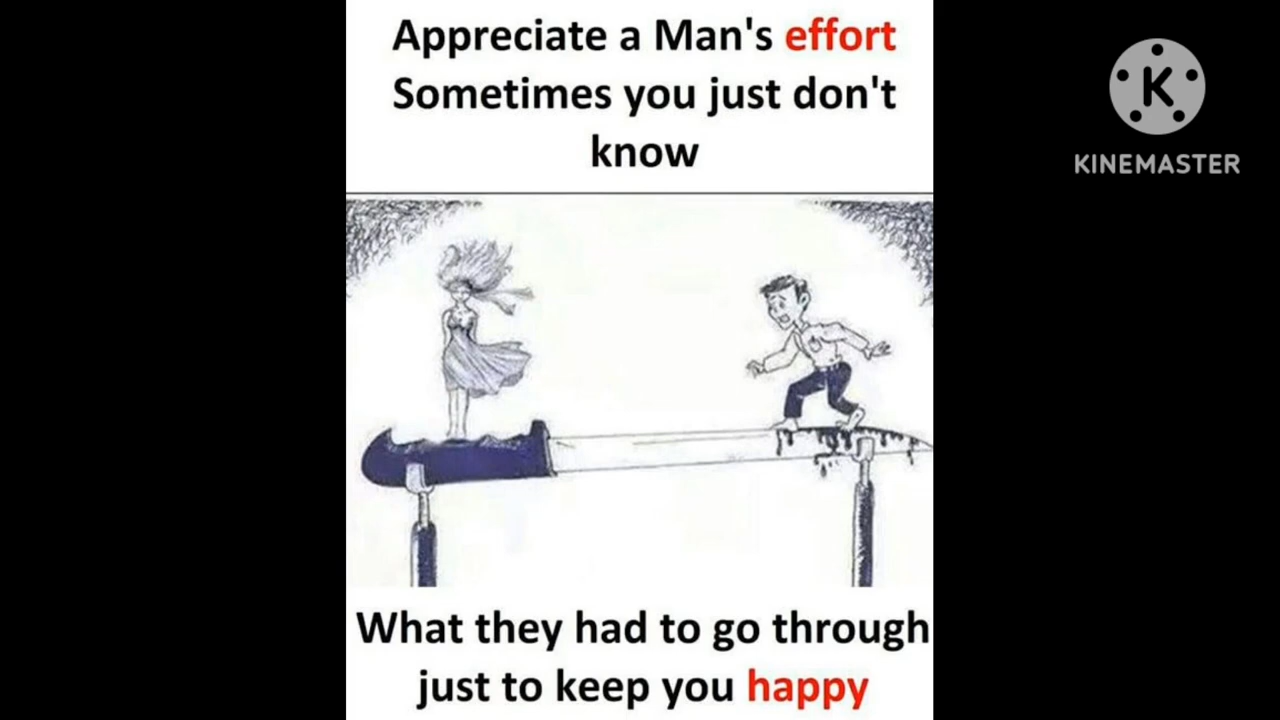 Appreciate a Man's effort
Sometimes you just don't
know
K
KINEMASTER
What they had to go through
just to keep you happy